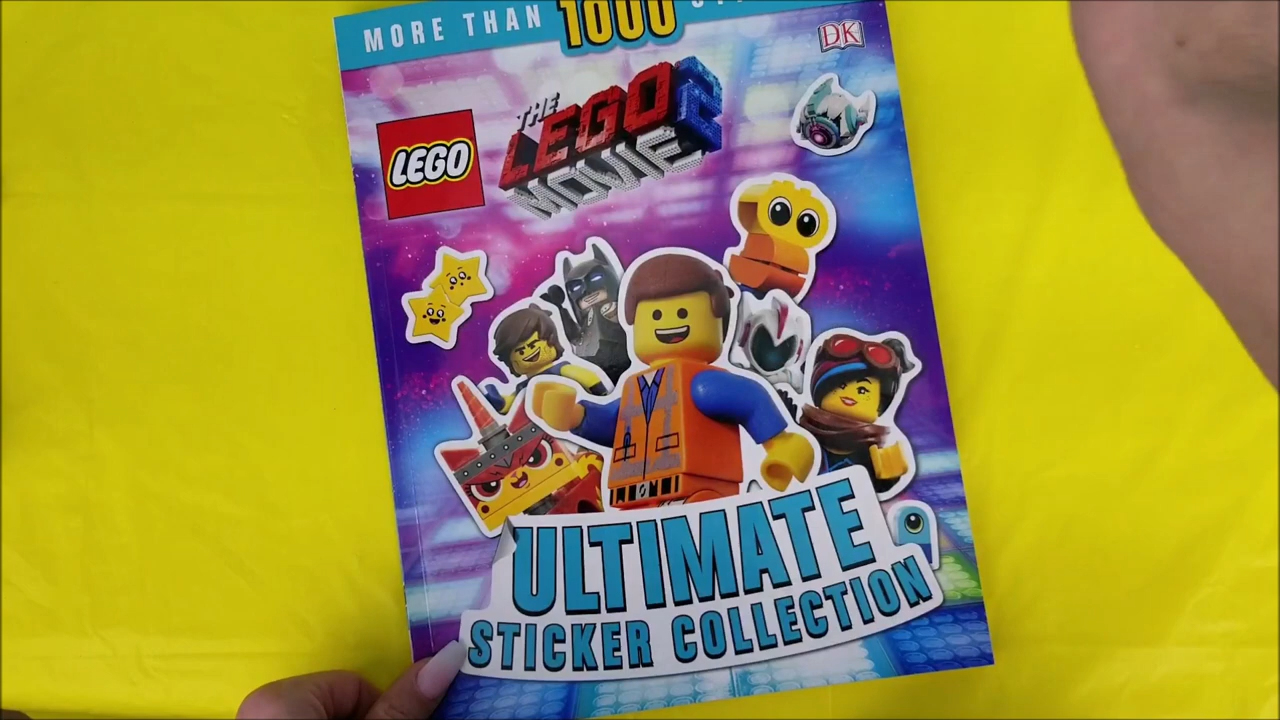 MORE THAN 1000
DK
LEGO
THE
LEGO 2
MOVIE
ULTIMATE
STICKER COLLECTION